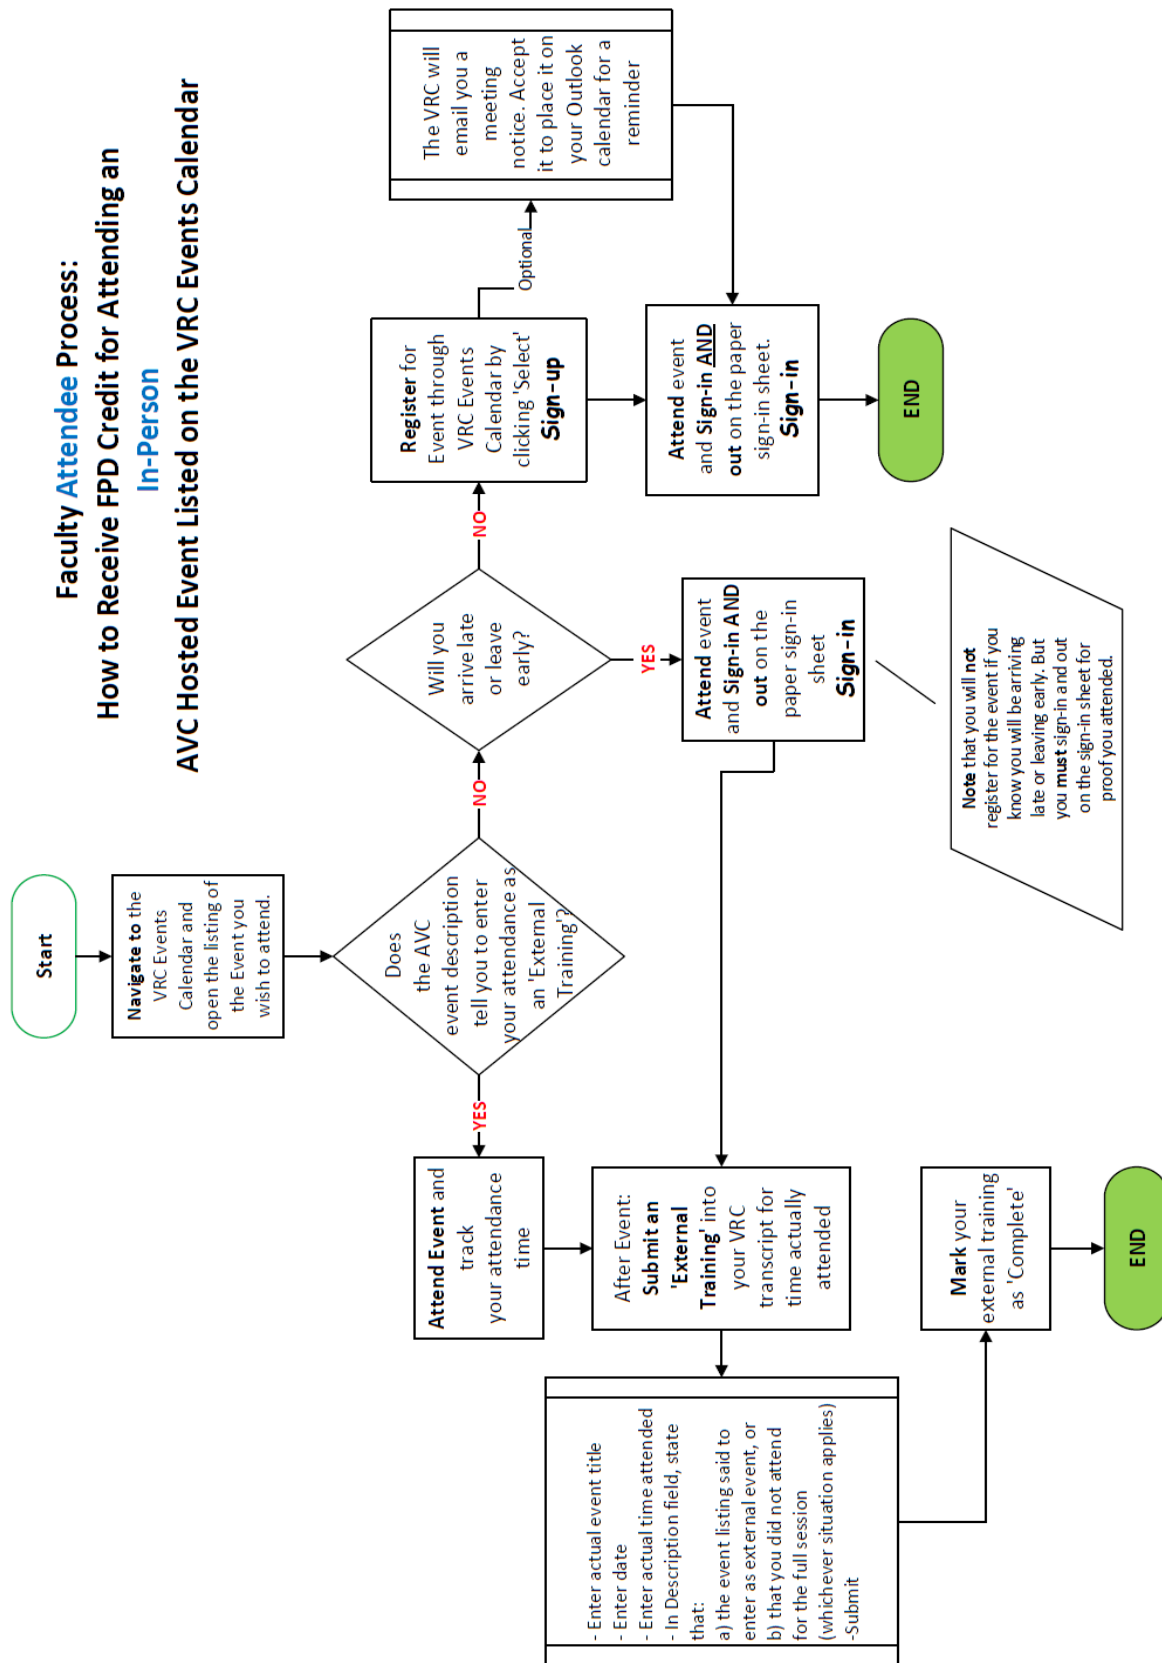 Faculty Attendee Process:
How to Receive FPD Credit for Attending an
In-Person
AVC Hosted Event Listed on the VRC Events Calendar
Start
Navigate to the
VRC Events
Calendar and
open the listing of
the Event you
wish to attend.
Does
the AVC
event description
tell you to enter
your attendance as
an 'External
Training'?
YES
NO
Attend Event and
track
your attendance
time
After Event:
Submit an
'External
Training' into
your VRC
transcript for
time actually
attended
- Enter actual event title
- Enter date
- Enter actual time attended
- In Description field, state
that:
a) the event listing said to
enter as external event, or
b) that you did not attend
for the full session
(whichever situation applies)
-Submit
Mark your
external training
as 'Complete'
END
Will you
arrive late
or leave
early?
YES
NO
Attend event
and Sign-in AND
out on the
paper sign-in
sheet
Sign-in
Note that you will not
register for the event if you
know you will be arriving
late or leaving early. But
you must sign-in and out
on the sign-in sheet for
proof you attended.
Register for
Event through
VRC Events
Calendar by
clicking 'Select'
Sign-up
Optional
The VRC will
email you a
meeting
notice. Accept
it to place it on
your Outlook
calendar for a
reminder
Attend event
and Sign-in AND
out on the paper
sign-in sheet.
Sign-in
END